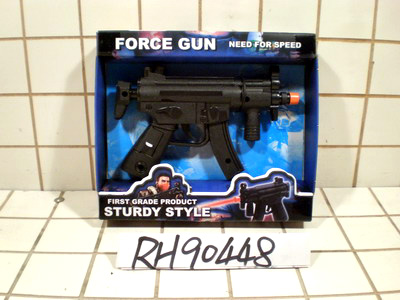 FORCE GUN NEED FOR SPEED
FIRST GRADE PRODUCT
STURDY STYLE
RH90448